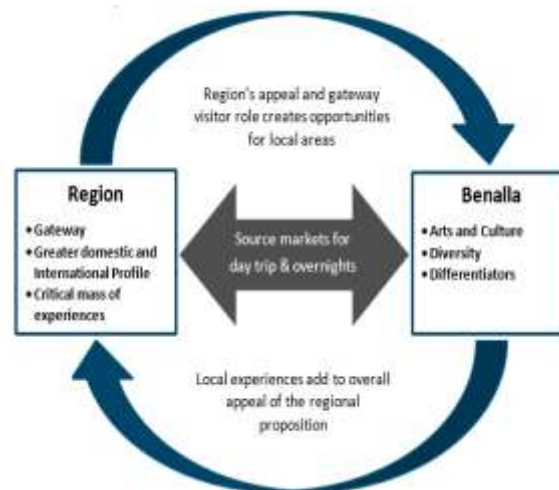 Region's appeal and gateway
visitor role creates opportunities
for local areas
Region
• Gateway
• Greater domestic and
International Profile
• Critical mass of
experiences
Source markets for
day trip & overnights
Benalla
• Arts and Culture
• Diversity
• Differentiators
Local experiences add to overall
appeal of the regional
proposition